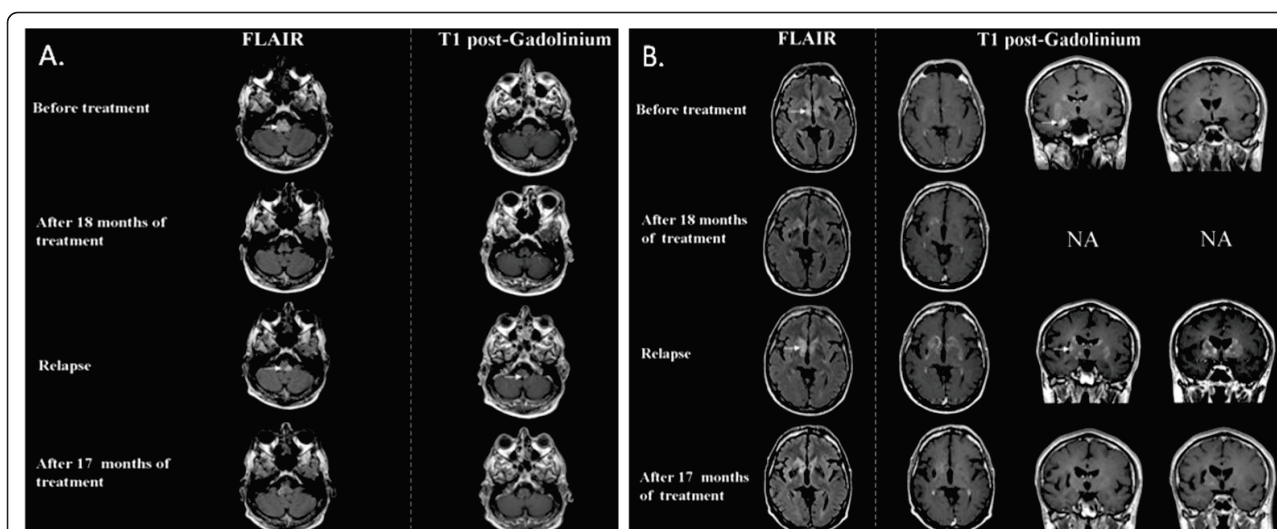 A.
FLAIR
T1 post-Gadolinium
Before treatment
After 18 months of
treatment
Relapse
After 17 months of
treatment
B.
FLAIR
T1 post-Gadolinium
Before treatment
After 18 months
of treatment
NA
NA
Relapse
After 17 months
of treatment